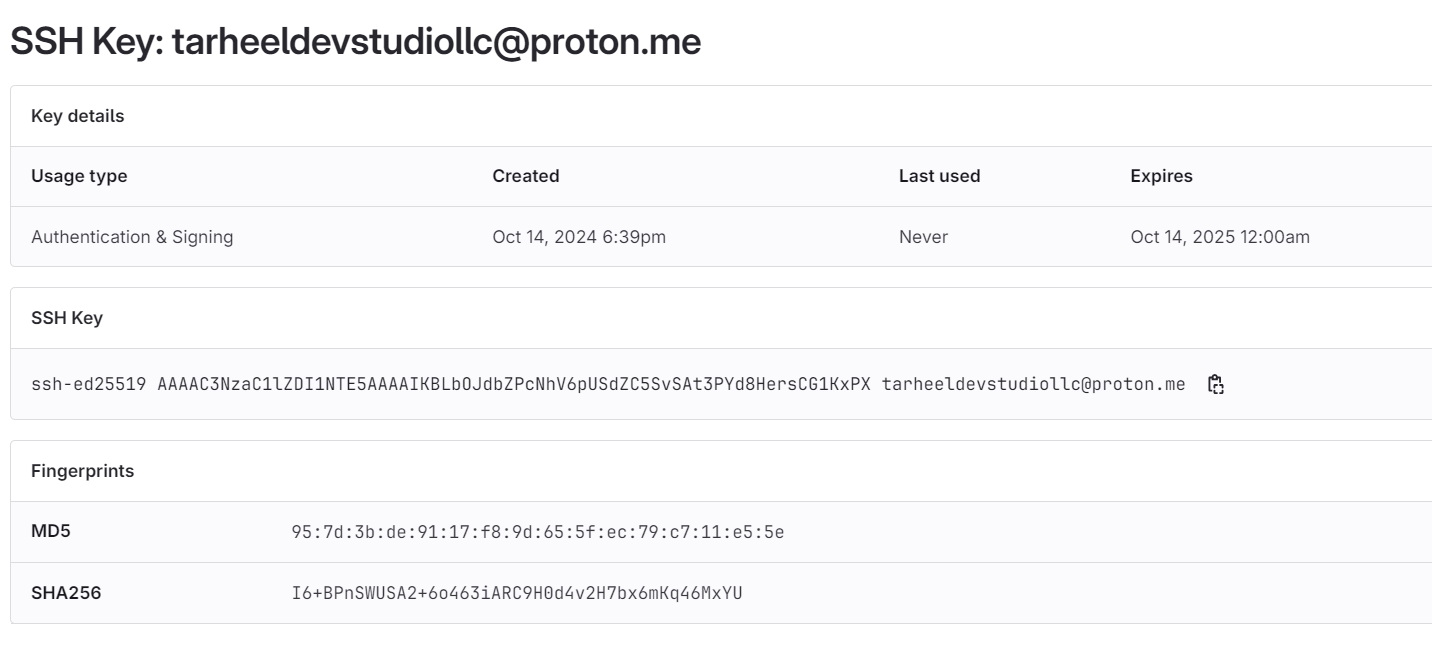 SSH Key: tarheeldevstudiollc@proton.me
Key details
Usage type Created Last used Expires
Authentication & Signing Oct 14, 2024 6:39pm Never Oct 14, 2025 12:00am
SSH Key
ssh-ed25519 AAAAC3NzaC1lZDI1NTE5AAAAIKBLbOJdbZPcNhV6pUSdZC5SvSAt3PYd8HersCG1KxPX tarheeldevstudiollc@proton.me
Fingerprints
MD5 95:7d:3b:de:91:17:f8:9d:65:5f:ec:79:c7:11:e5:5e
SHA256 I6+BPnSWUSA2+6o463iARC9H0d4v2H7bx6mKq46MxYU